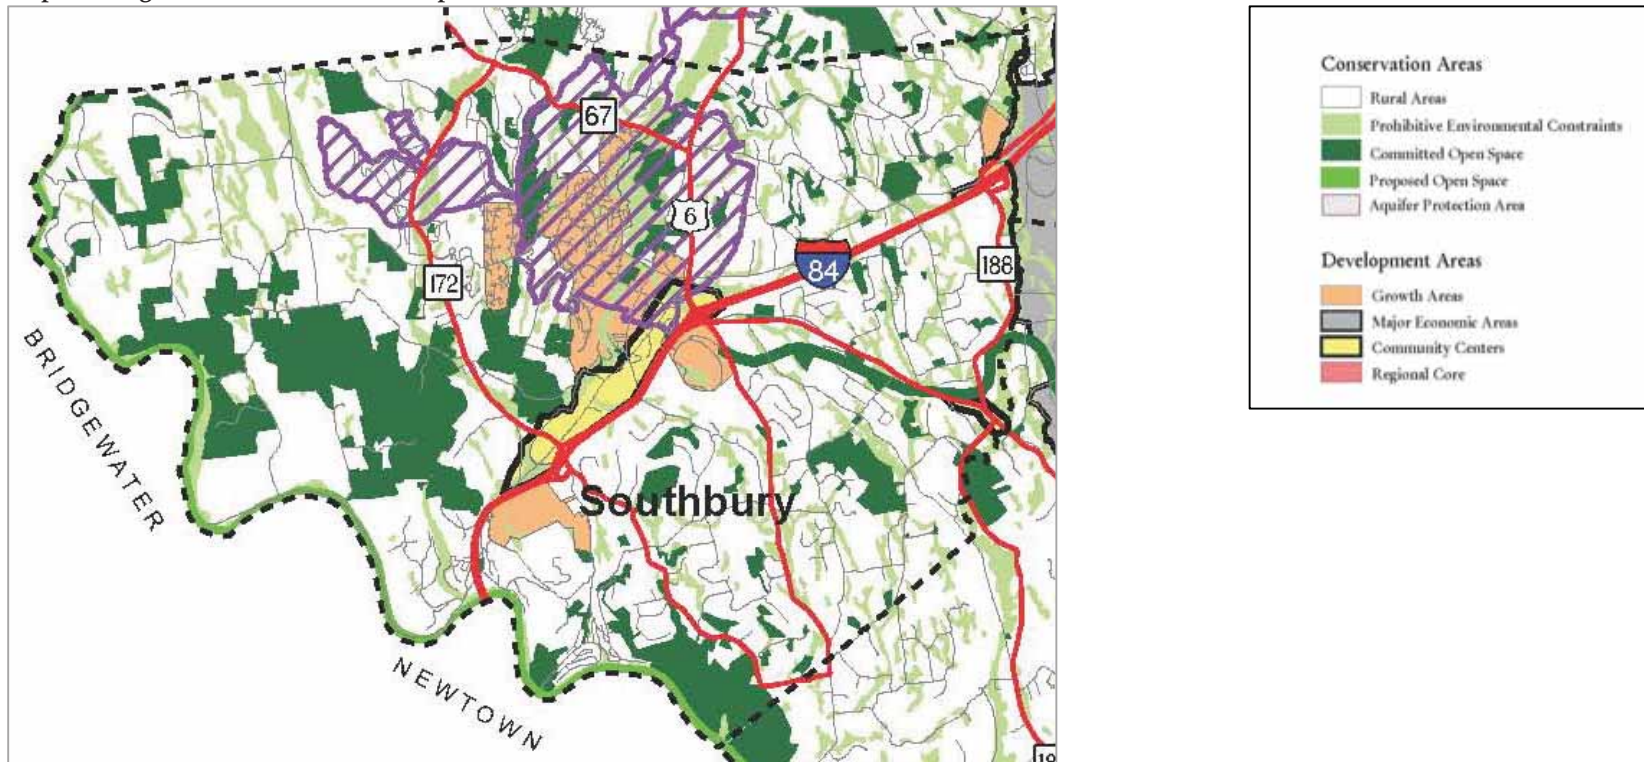 67
6
84
172
188
BRIDGEWATER
Southbury
NEWTOWN
Conservation Areas
Rural Areas
Prohibitive Environmental Constraints
Committed Open Space
Proposed Open Space
Aquifer Protection Area
Development Areas
Growth Areas
Major Economic Areas
Community Centers
Regional Core